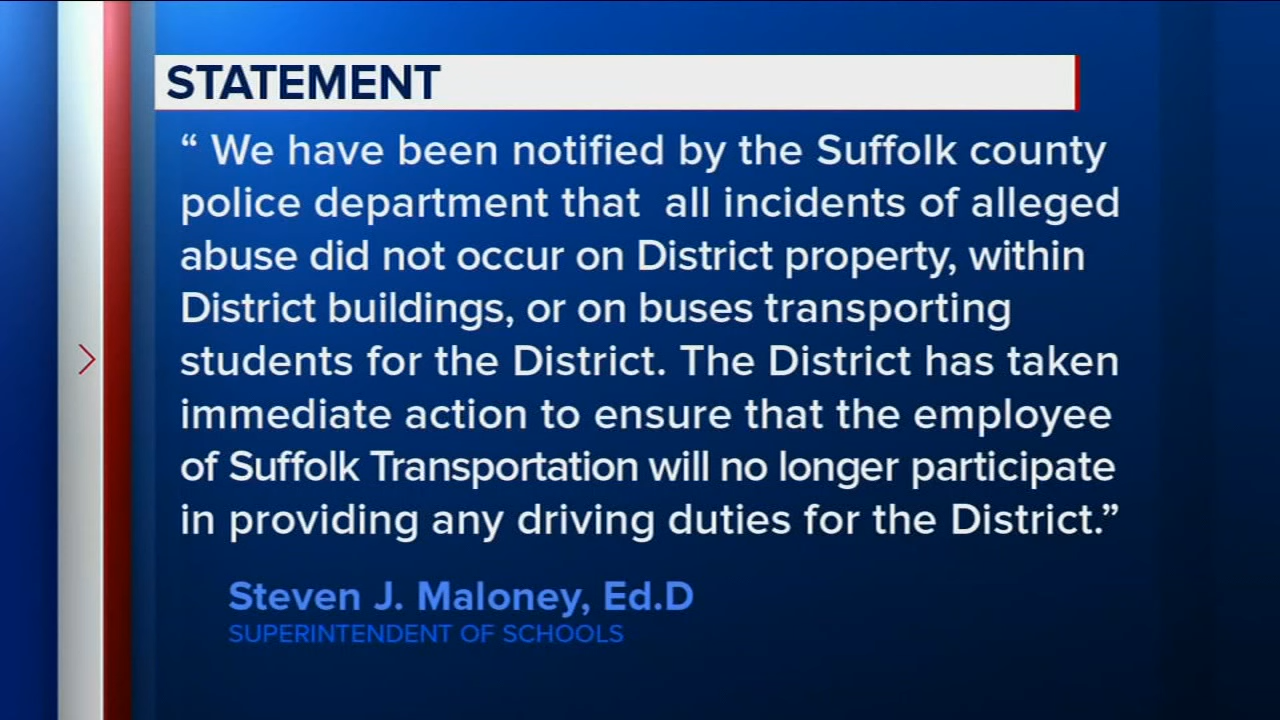 STATEMENT
“ We have been notified by the Suffolk county
police department that  all incidents of alleged
abuse did not occur on District property, within
District buildings, or on buses transporting
students for the District. The District has taken
immediate action to ensure that the employee
of Suffolk Transportation will no longer participate
in providing any driving duties for the District.”
Steven J. Maloney, Ed.D
SUPERINTENDENT OF SCHOOLS